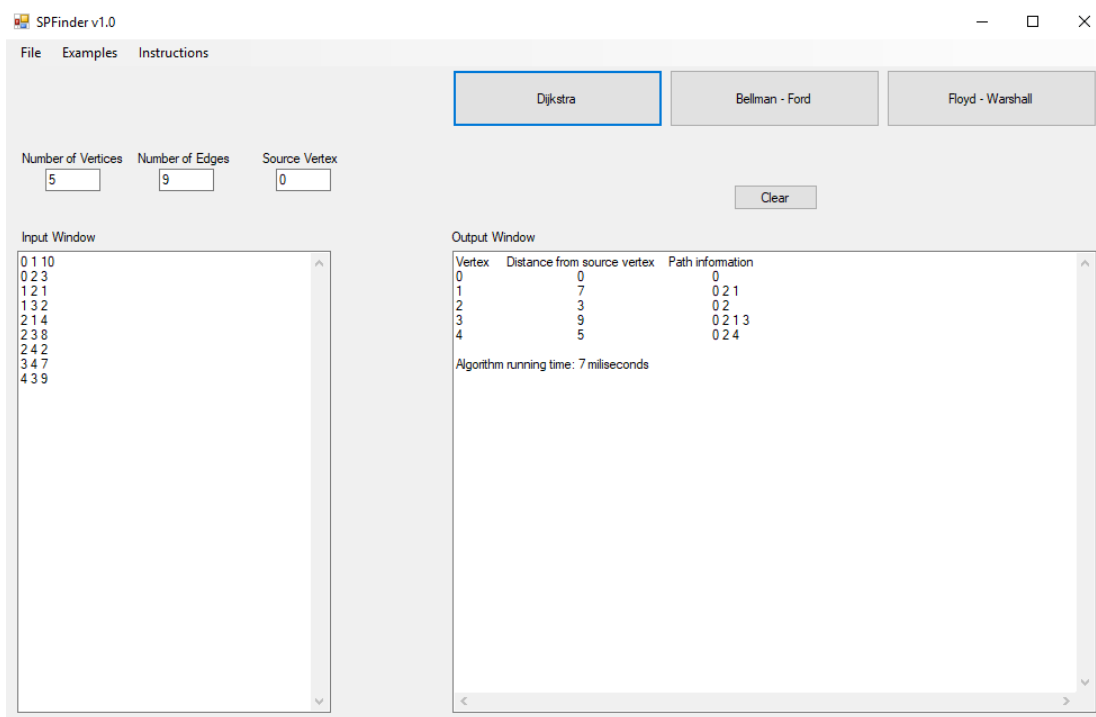 SPFinder v1.0
File Examples Instructions
Dijkstra Bellman - Ford Floyd - Warshall
Number of Vertices Number of Edges Source Vertex
5 9 0
Clear
Input Window
0 1 10
0 2 3
1 2 1
1 3 2
2 1 4
2 3 8
2 4 2
3 4 7
4 3 9
Output Window
Vertex Distance from source vertex Path information
0 0 0
1 7 0 2 1
2 3 0 2
3 9 0 2 1 3
4 5 0 2 4
Algorithm running time: 7 miliseconds